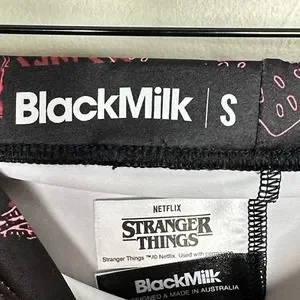 BlackMilk | S
NETFLIX
STRANGER
THINGS
Stranger Things ™/© Netflix. Used with
BlackMilk
DESIGNED & MADE IN AUSTRALIA